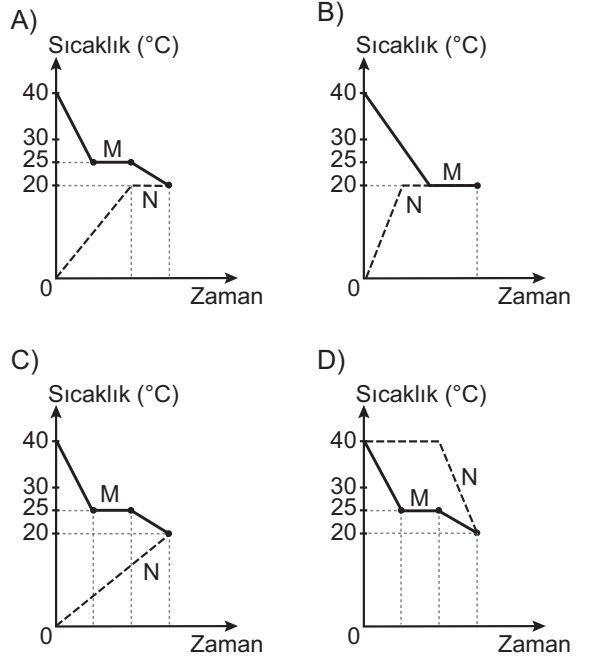 A)
Sıcaklık (°C)
40
30
25
20
0
M
N
Zaman
B)
Sıcaklık (°C)
40
30
25
20
0
M
N
Zaman
C)
Sıcaklık (°C)
40
30
25
20
0
M
N
Zaman
D)
Sıcaklık (°C)
40
30
25
20
0
N
M
Zaman